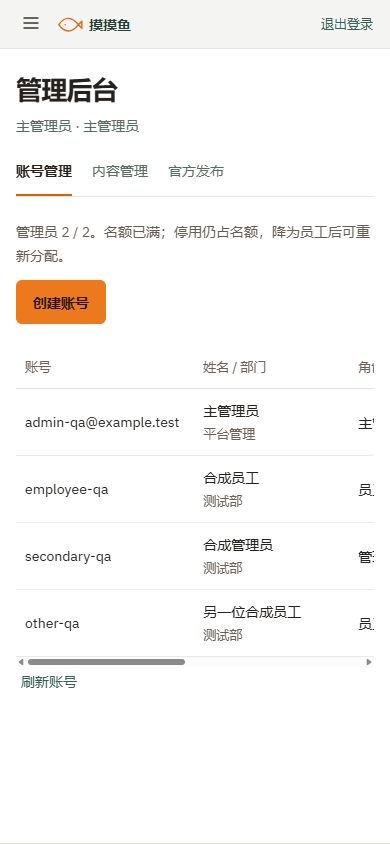 摸摸鱼
退出登录
管理后台
主管理员 · 主管理员
账号管理 内容管理 官方发布
管理员 2 / 2。名额已满；停用仍占名额，降为员工后可重
新分配。
创建账号
账号 姓名 / 部门
admin-qa@example.test 主管理员
平台管理
employee-qa 合成员工
测试部
secondary-qa 合成管理员
测试部
other-qa 另一位合成员工
测试部
刷新账号